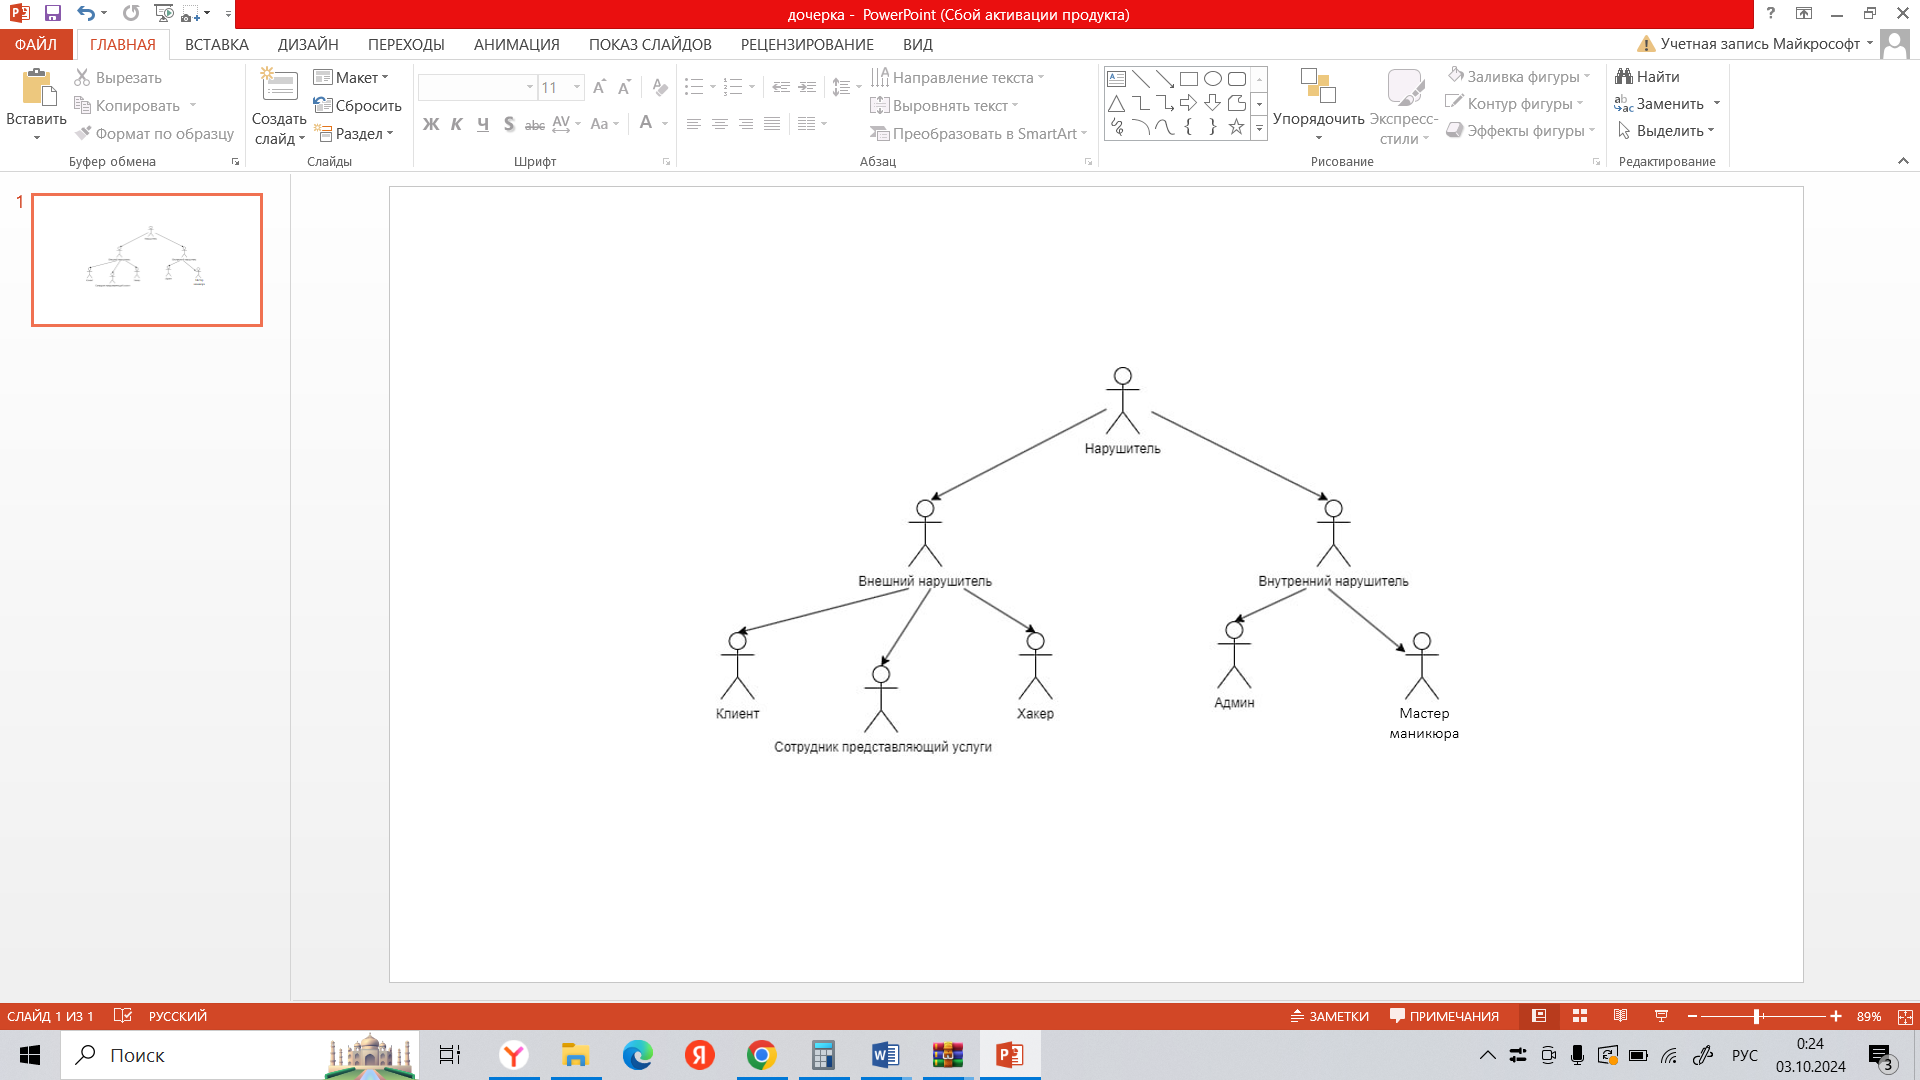 дочерка - PowerPoint (Сбой активации продукта)
ФАЙЛ ГЛАВНАЯ ВСТАВКА ДИЗАЙН ПЕРЕХОДЫ АНИМАЦИЯ ПОКАЗ СЛАЙДОВ РЕЦЕНЗИРОВАНИЕ ВИД Учетная запись Майкрософт
Вставить
Вырезать
Копировать
Формат по образцу
Буфер обмена
Создать
слайд
Макет
Сбросить
Раздел
Слайды
11
Ж К Ч S abc AV Aa А
Шрифт
Направление текста
Выровнять текст
Преобразовать в SmartArt
Абзац
Упорядочить
Экспресс-
стили
Заливка фигуры
Контур фигуры
Эффекты фигуры
Рисование
Найти
Заменить
Выделить
Редактирование
1
Нарушитель
Внешний нарушитель
Внутренний нарушитель
Клиент
Сотрудник представляющий услуги
Хакер
Админ
Мастер
маникюра
СЛАЙД 1 ИЗ 1 РУССКИЙ ЗАМЕТКИ ПРИМЕЧАНИЯ 89%
Поиск
РУС
0:24
03.10.2024
3